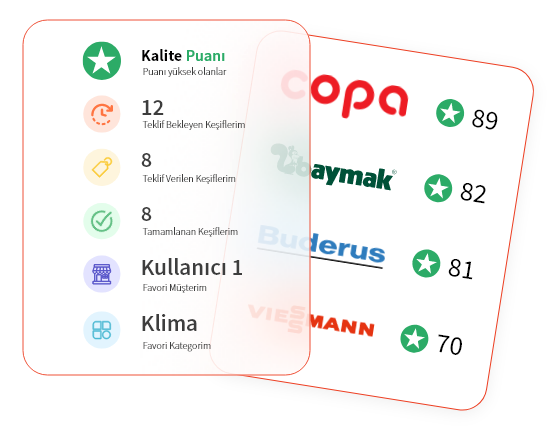 Kalite Puanı
Puanı yüksek olanlar
12
Teklif Bekleyen Keşiflerim
8
Teklif Verilen Keşiflerim
8
Tamamlanan Keşiflerim
Kullanıcı 1
Favori Müşterim
Klima
Favori Kategorim
copa
89
baymak®
82
Buderus
81
VIESSMANN
70